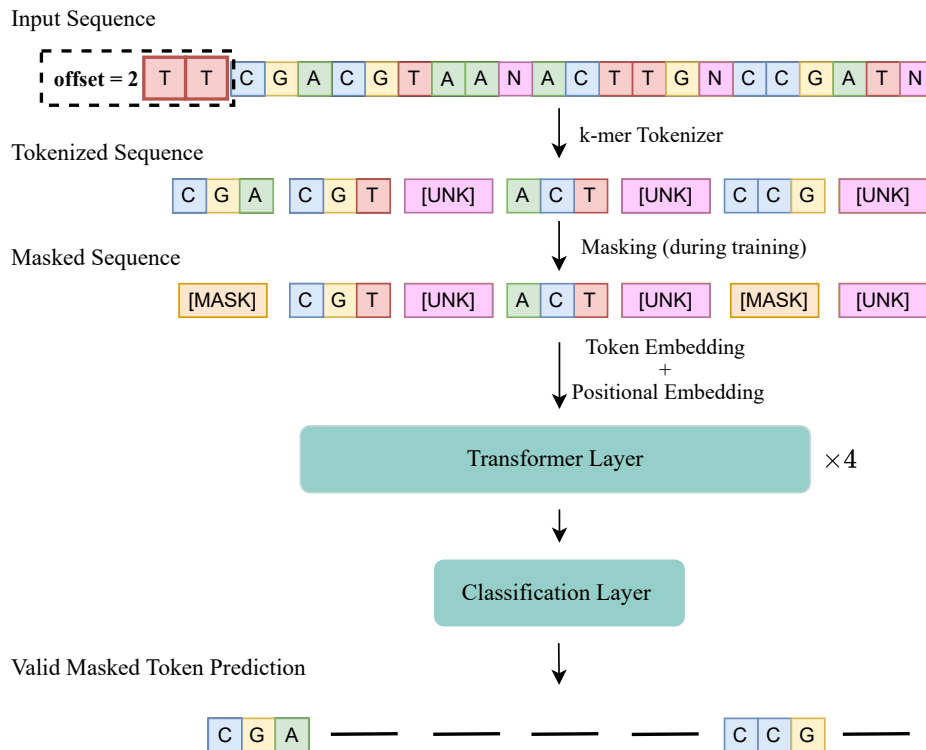 Input Sequence
offset = 2 T T C G A C G T A A N A C T T G N C C G A T N
k-mer Tokenizer
Tokenized Sequence
C G A C G T [UNK] A C T [UNK] C C G [UNK]
Masking (during training)
Masked Sequence
[MASK] C G T [UNK] A C T [UNK] [MASK] [UNK]
Token Embedding
+
Positional Embedding
Transformer Layer ×4
Classification Layer
Valid Masked Token Prediction
C G A C C G